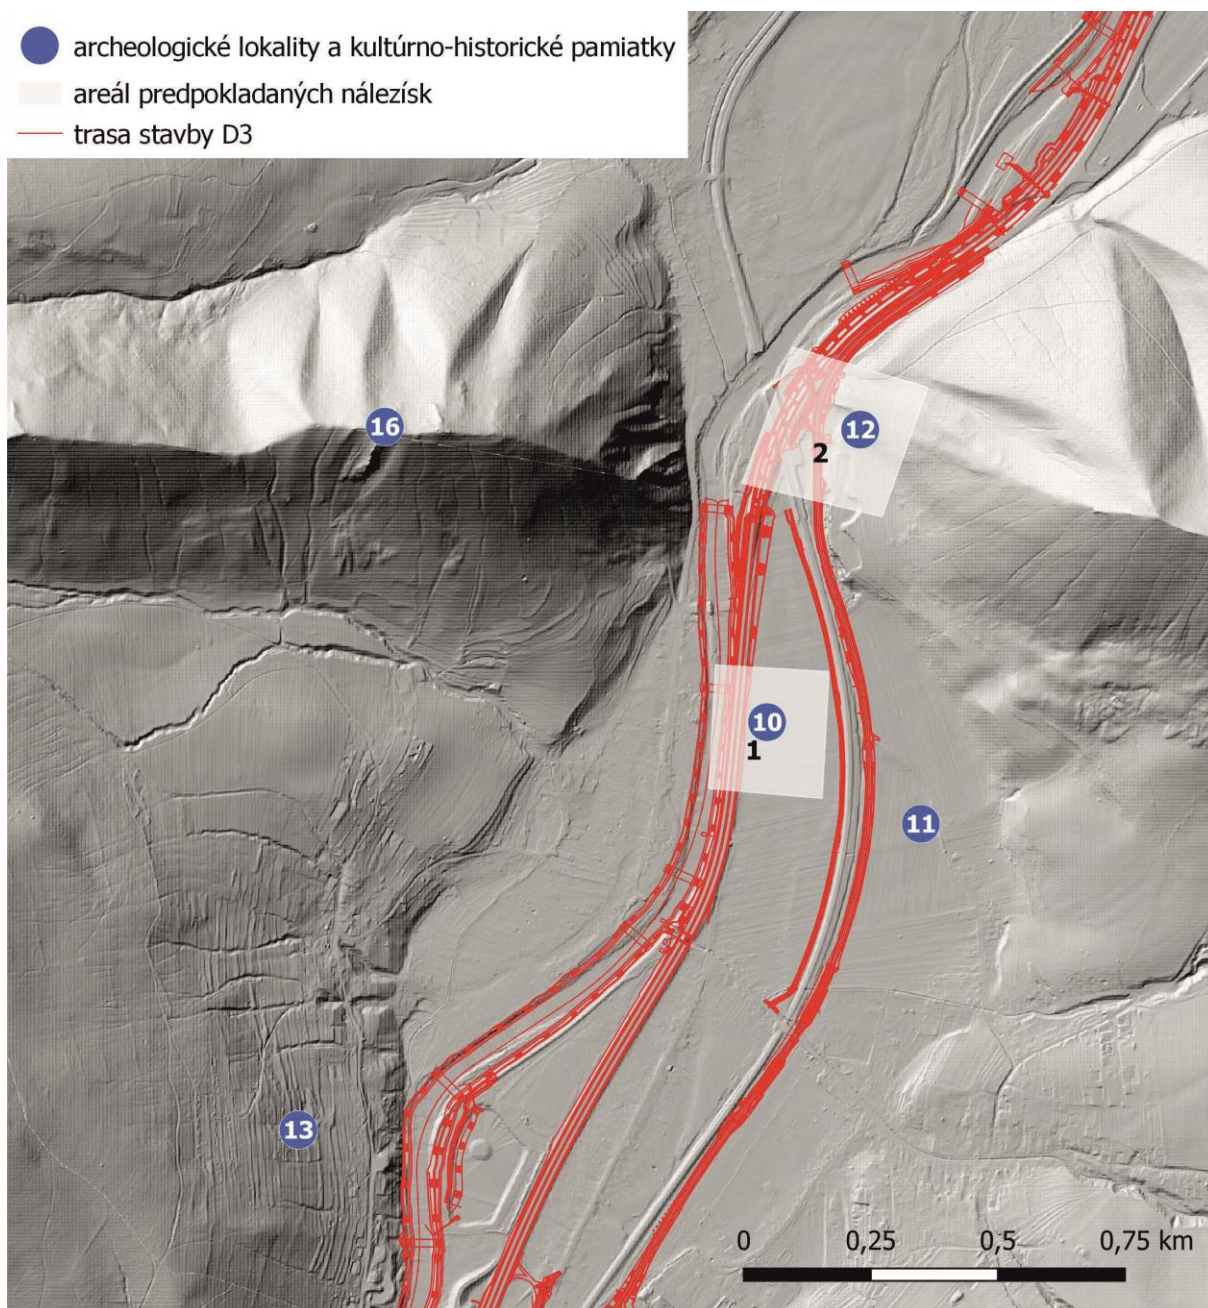 archeologické lokality a kultúrno-historické pamiatky
areál predpokladaných nálezísk
trasa stavby D3
16
12
2
10
1
11
13
0 0,25 0,5 0,75 km